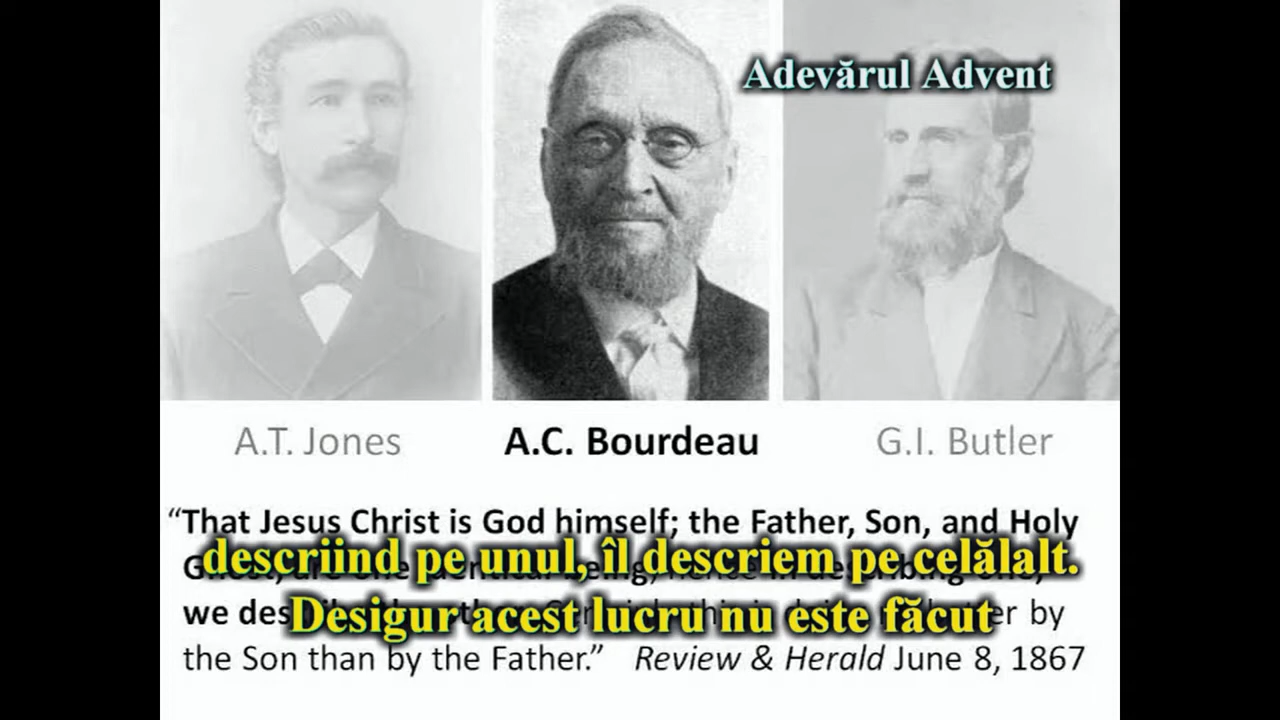 Adevărul Advent
A.T. Jones
A.C. Bourdeau
G.I. Butler
“That Jesus Christ is God himself; the Father, Son, and Holy
descriind pe unul, îl descriem pe celălalt.
we des
Desigur acest lucru nu este făcut
by
the Son than by the Father.” Review & Herald June 8, 1867